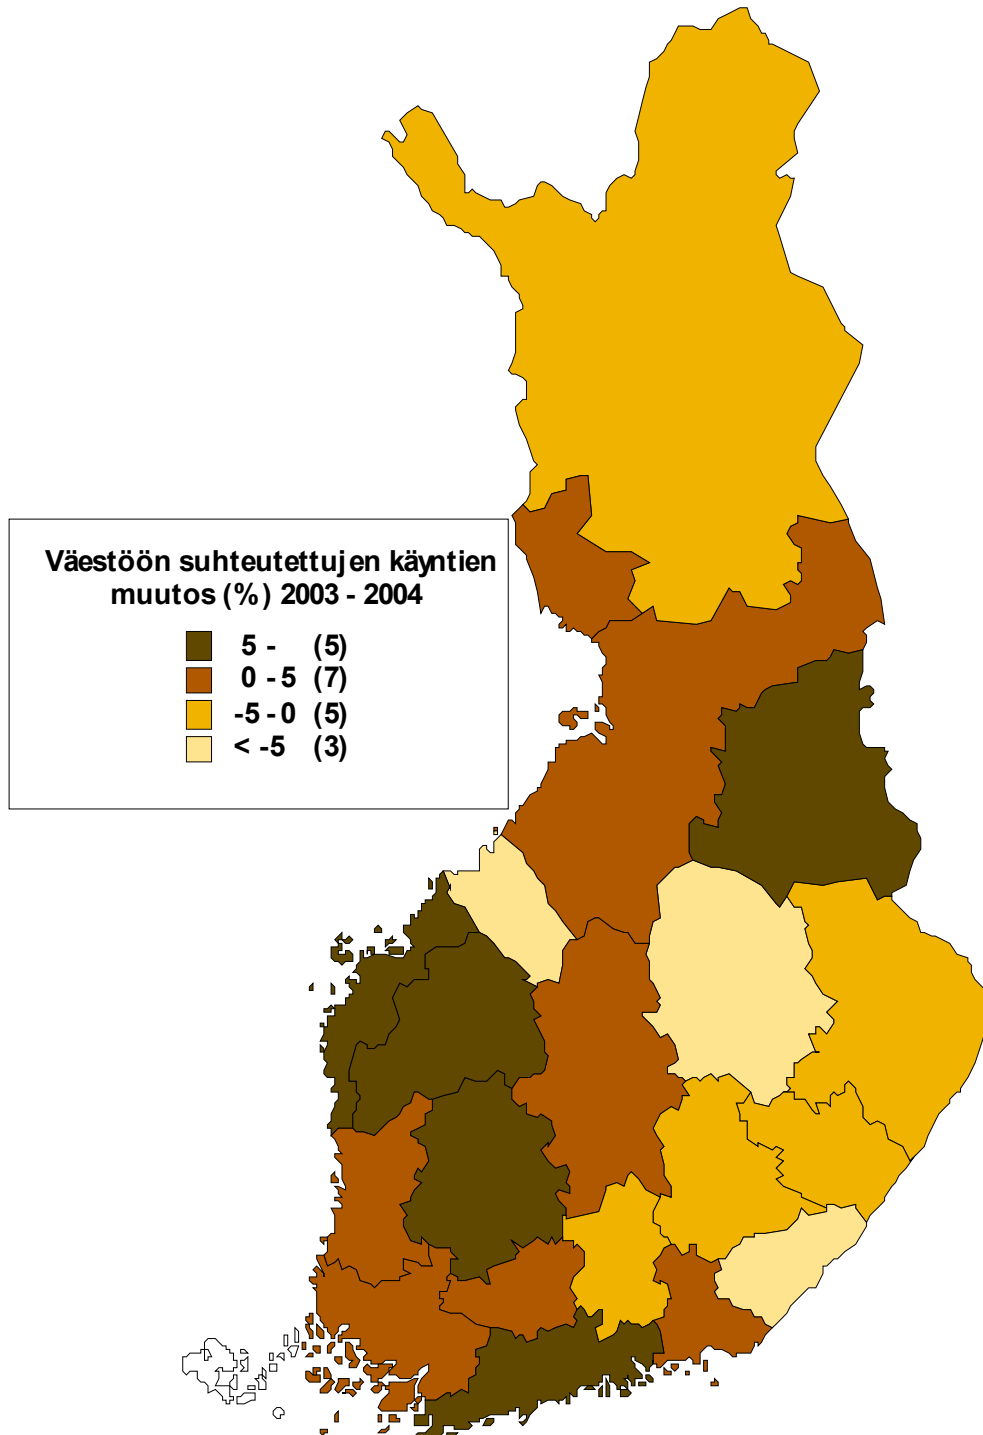 Väestöön suhteutettujen käyntien
muutos (%) 2003 - 2004
5 - (5)
0 - 5 (7)
-5 - 0 (5)
< -5 (3)